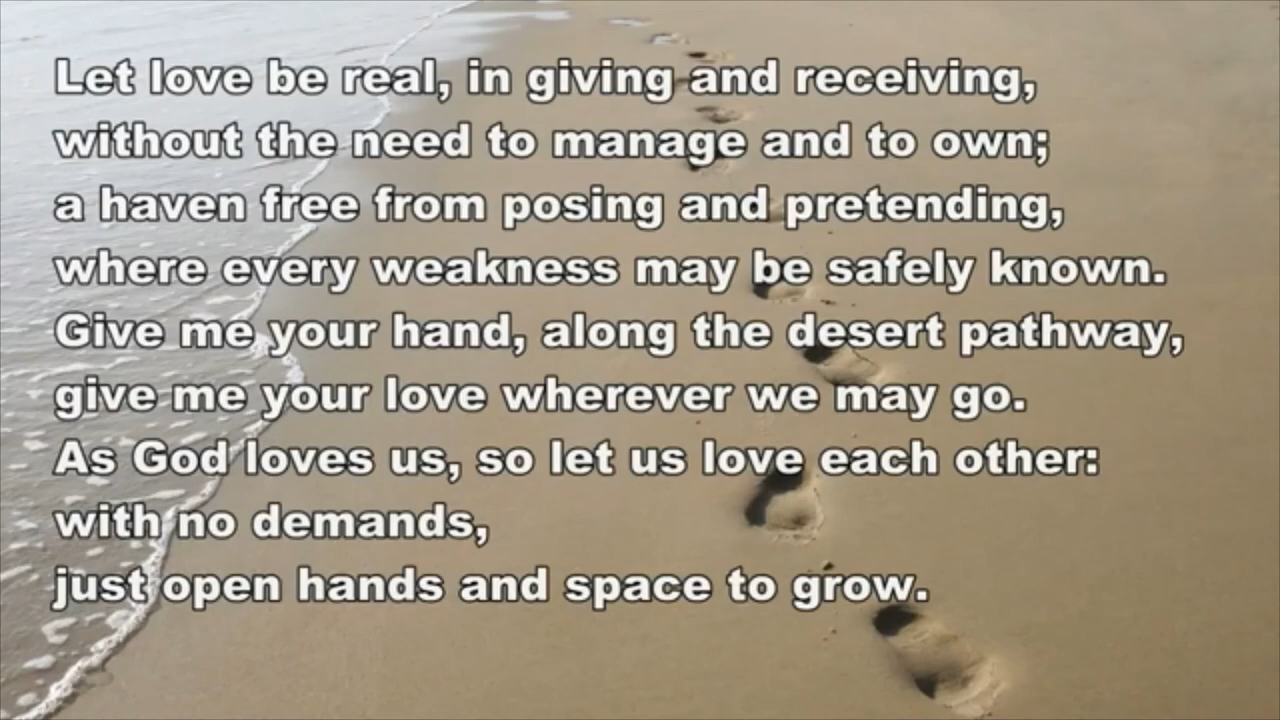 Let love be real, in giving and receiving,
without the need to manage and to own;
a haven free from posing and pretending,
where every weakness may be safely known.
Give me your hand, along the desert pathway,
give me your love wherever we may go.
As God loves us, so let us love each other:
with no demands,
just open hands and space to grow.